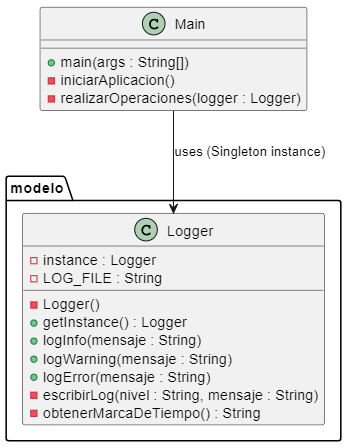 C Main
main(args : String[])
iniciarAplicacion()
realizarOperaciones(logger : Logger)
uses (Singleton instance)
modelo
C Logger
instance : Logger
LOG_FILE : String
Logger()
getInstance() : Logger
logInfo(mensaje : String)
logWarning(mensaje : String)
logError(mensaje : String)
escribirLog(nivel : String, mensaje : String)
obtenerMarcaDeTiempo() : String